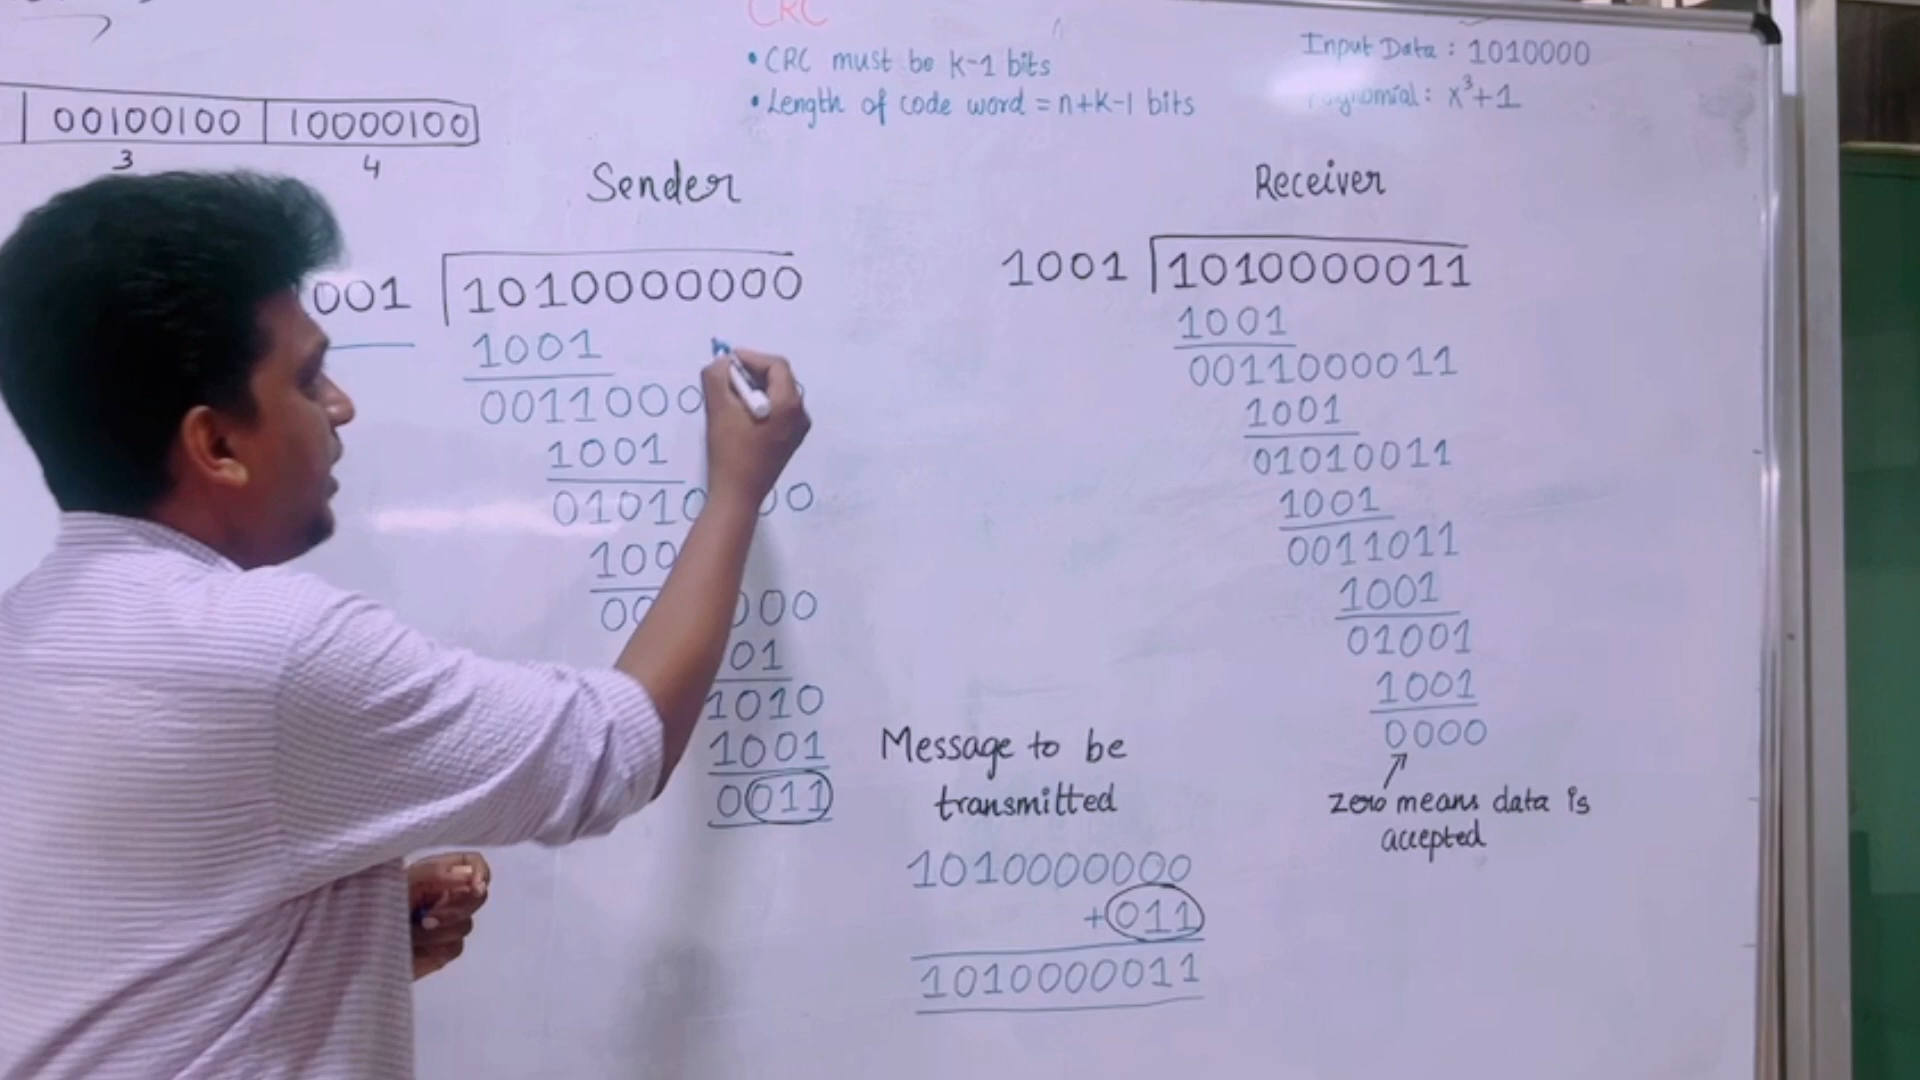 CRC
• CRC must be k-1 bits
• Length of code word = n+k-1 bits
Input Data : 1010000
Polynomial : x³+1
00100100 | 10000100
3 4
Sender
001 1010000000
1001
0011000
1001
01010 00
100
00 000
01
1010
1001
0011
Message to be
transmitted
1010000000
+011
1010000011
Receiver
1001 1010000011
1001
0011000011
1001
01010011
1001
0011011
1001
01001
1001
0000
zero means data is
accepted